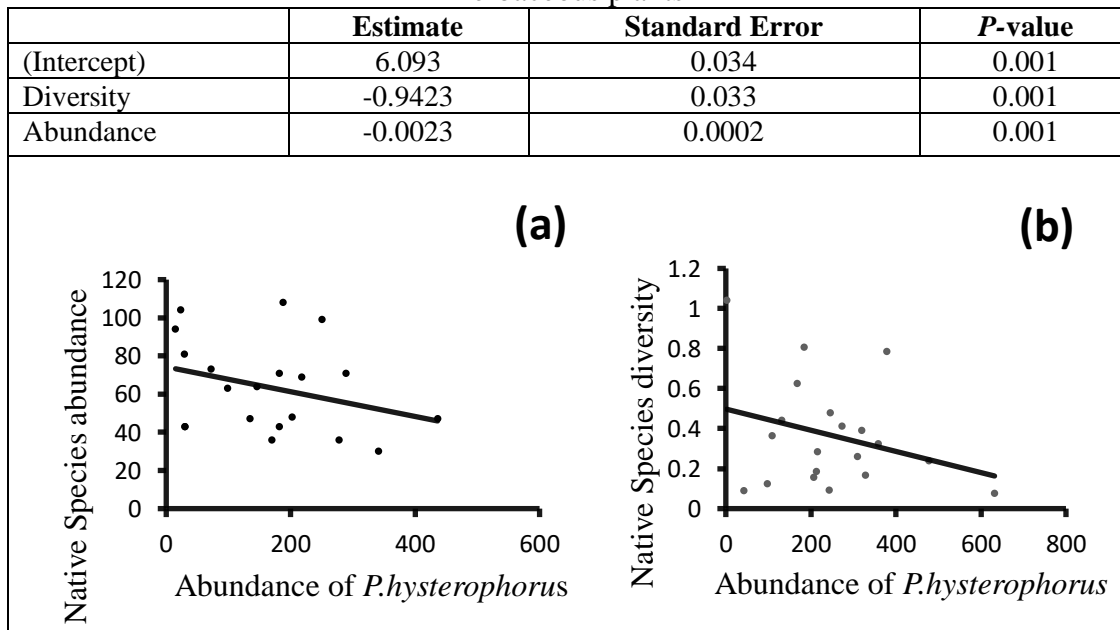 Estimate Standard Error P-value
(Intercept) 6.093 0.034 0.001
Diversity -0.9423 0.033 0.001
Abundance -0.0023 0.0002 0.001
(a)
120
100
80
60
40
20
0
0 200 400 600
Native Species abundance
Abundance of P.hysterophorus
(b)
1.2
1
0.8
0.6
0.4
0.2
0
0 200 400 600 800
Native Species diversity
Abundance of P.hysterophorus